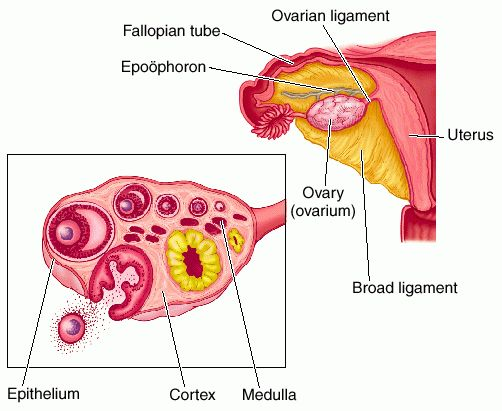 Ovarian ligament
Fallopian tube
Epoöphoron
Uterus
Ovary
(ovarium)
Broad ligament
Epithelium
Cortex
Medulla